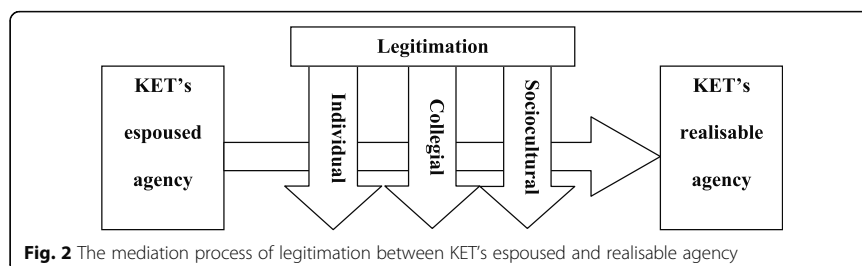 Legitimation
KET's
espoused
agency
Individual
Collegial
Sociocultural
KET's
realisable
agency
Fig. 2 The mediation process of legitimation between KET's espoused and realisable agency